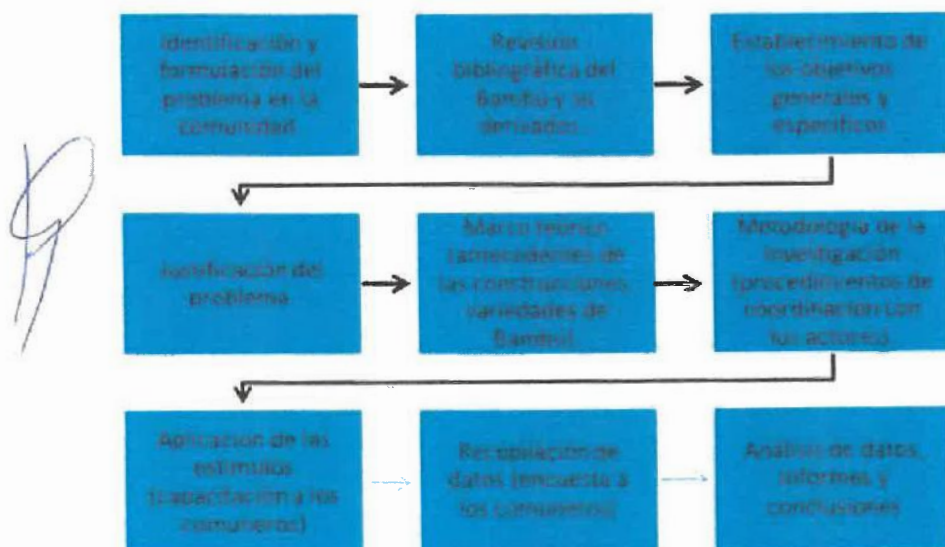 Identificación y
formulación del
problema en la
comunidad
Revisión
bibliográfica del
Bambú y su
derivados
Establecimiento de
los objetivos
generales y
específicos
Justificación del
problema
Marco teórico
(antecedentes de
las construcciones,
variedades de
Bambú)
Metodología de la
investigación
(procedimientos de
coordinación con
los actores)
Aplicación de las
estímulos
(capacitación a los
comuneros)
Recopilación de
datos (encuesta a
los comuneros)
Análisis de datos,
informes y
conclusiones